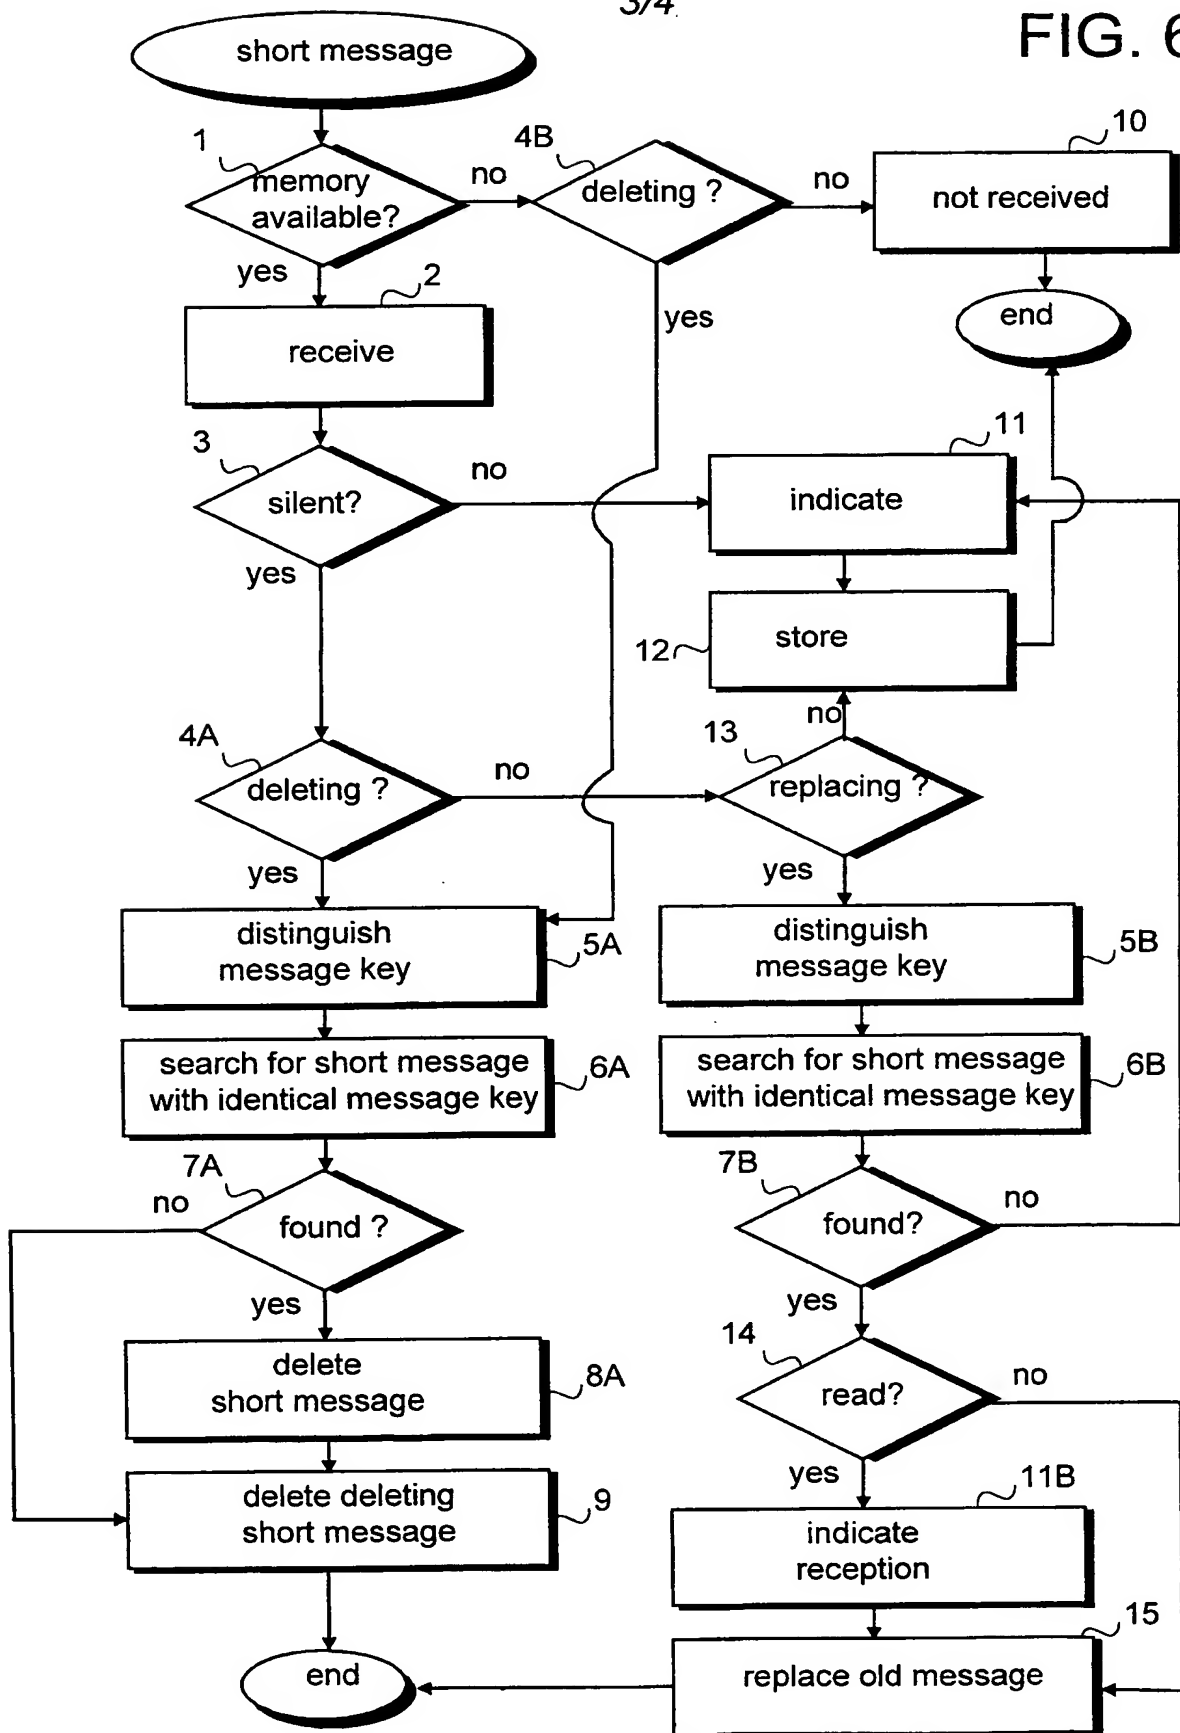 3/4
FIG. 6
short message
1
memory
available?
no
4B
deleting ?
no
10
not received
yes
2
receive
yes
end
3
silent?
no
11
indicate
yes
12
store
no
4A
deleting ?
no
13
replacing ?
yes
yes
distinguish
message key
5A
distinguish
message key
5B
search for short message
with identical message key
6A
search for short message
with identical message key
6B
7A
no
found ?
7B
found?
no
yes
yes
delete
short message
8A
14
read?
no
yes
delete deleting
short message
9
11B
indicate
reception
15
end
replace old message